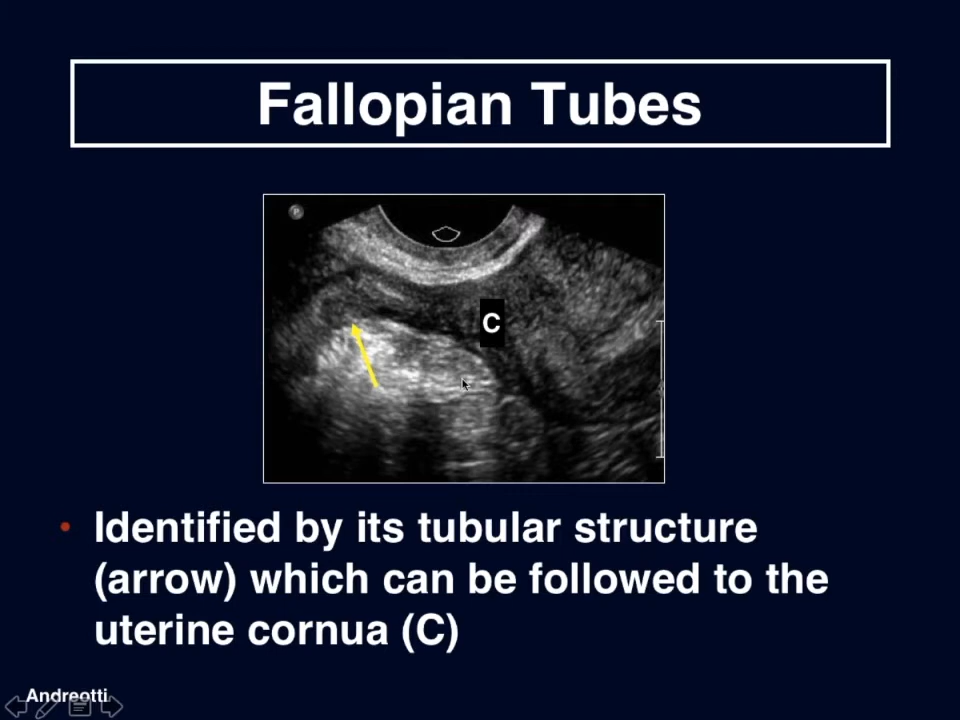 Fallopian Tubes
P
C
• Identified by its tubular structure
(arrow) which can be followed to the
uterine cornua (C)
Andreotti